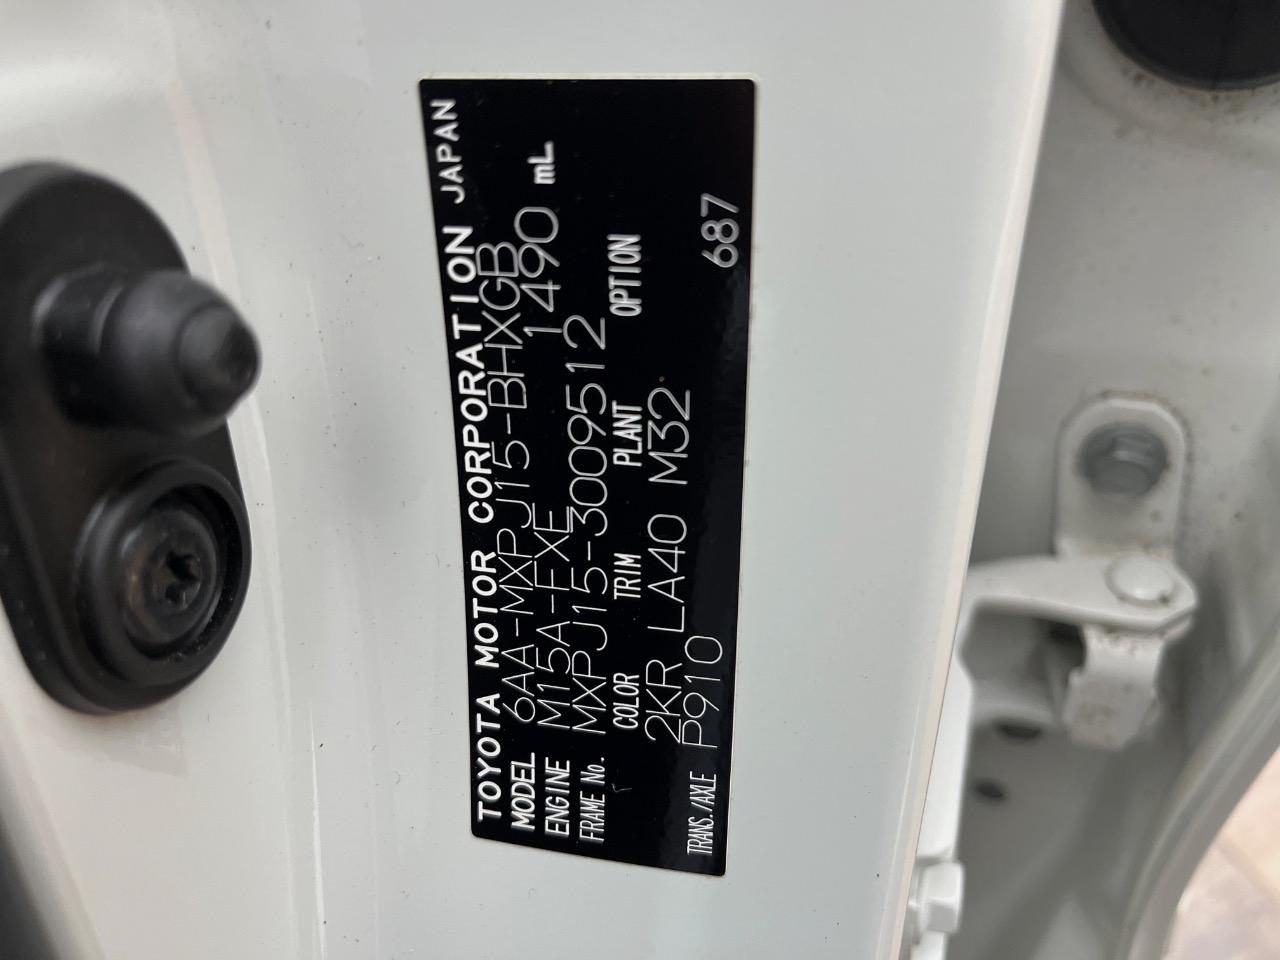 TOYOTA MOTOR CORPORATION JAPAN
MODEL 6AA-MXPJ15-BHXGB
ENGINE M15A-FXE 1490 mL
FRAME No. MXPJ15-3009512
COLOR TRIM PLANT OPTION
2KR LA40 M32
TRANS./AXLE P910 687